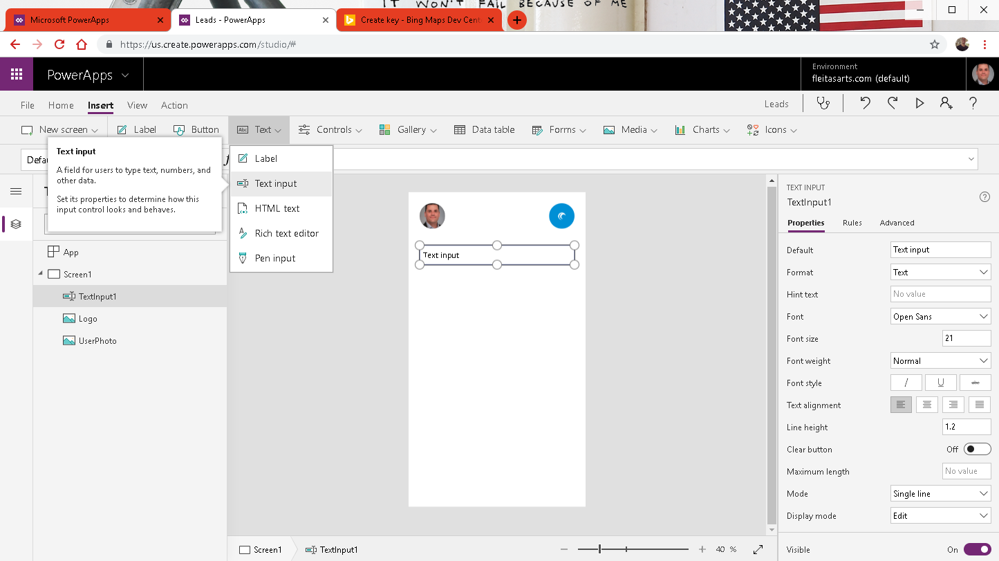 IT WON'T FAIL BECAUSE OF ME
Microsoft PowerApps
Leads - PowerApps
Create key - Bing Maps Dev Cent
https://us.create.powerapps.com/studio/#
PowerApps
Environment
fleitasarts.com (default)
File Home Insert View Action
Leads
New screen Label Button Text Controls Gallery Data table Forms Media Charts Icons
Defau
Text input
A field for users to type text, numbers, and
other data.
Set its properties to determine how this
input control looks and behaves.
Label
Text input
HTML text
Rich text editor
Pen input
App
Screen1
TextInput1
Logo
UserPhoto
Text input
TEXT INPUT
TextInput1
Properties Rules Advanced
Default Text input
Format Text
Hint text No value
Font Open Sans
Font size 21
Font weight Normal
Font style / U abc
Text alignment
Line height 1.2
Clear button Off
Maximum length No value
Mode Single line
Display mode Edit
Visible On
Screen1 TextInput1 40 %